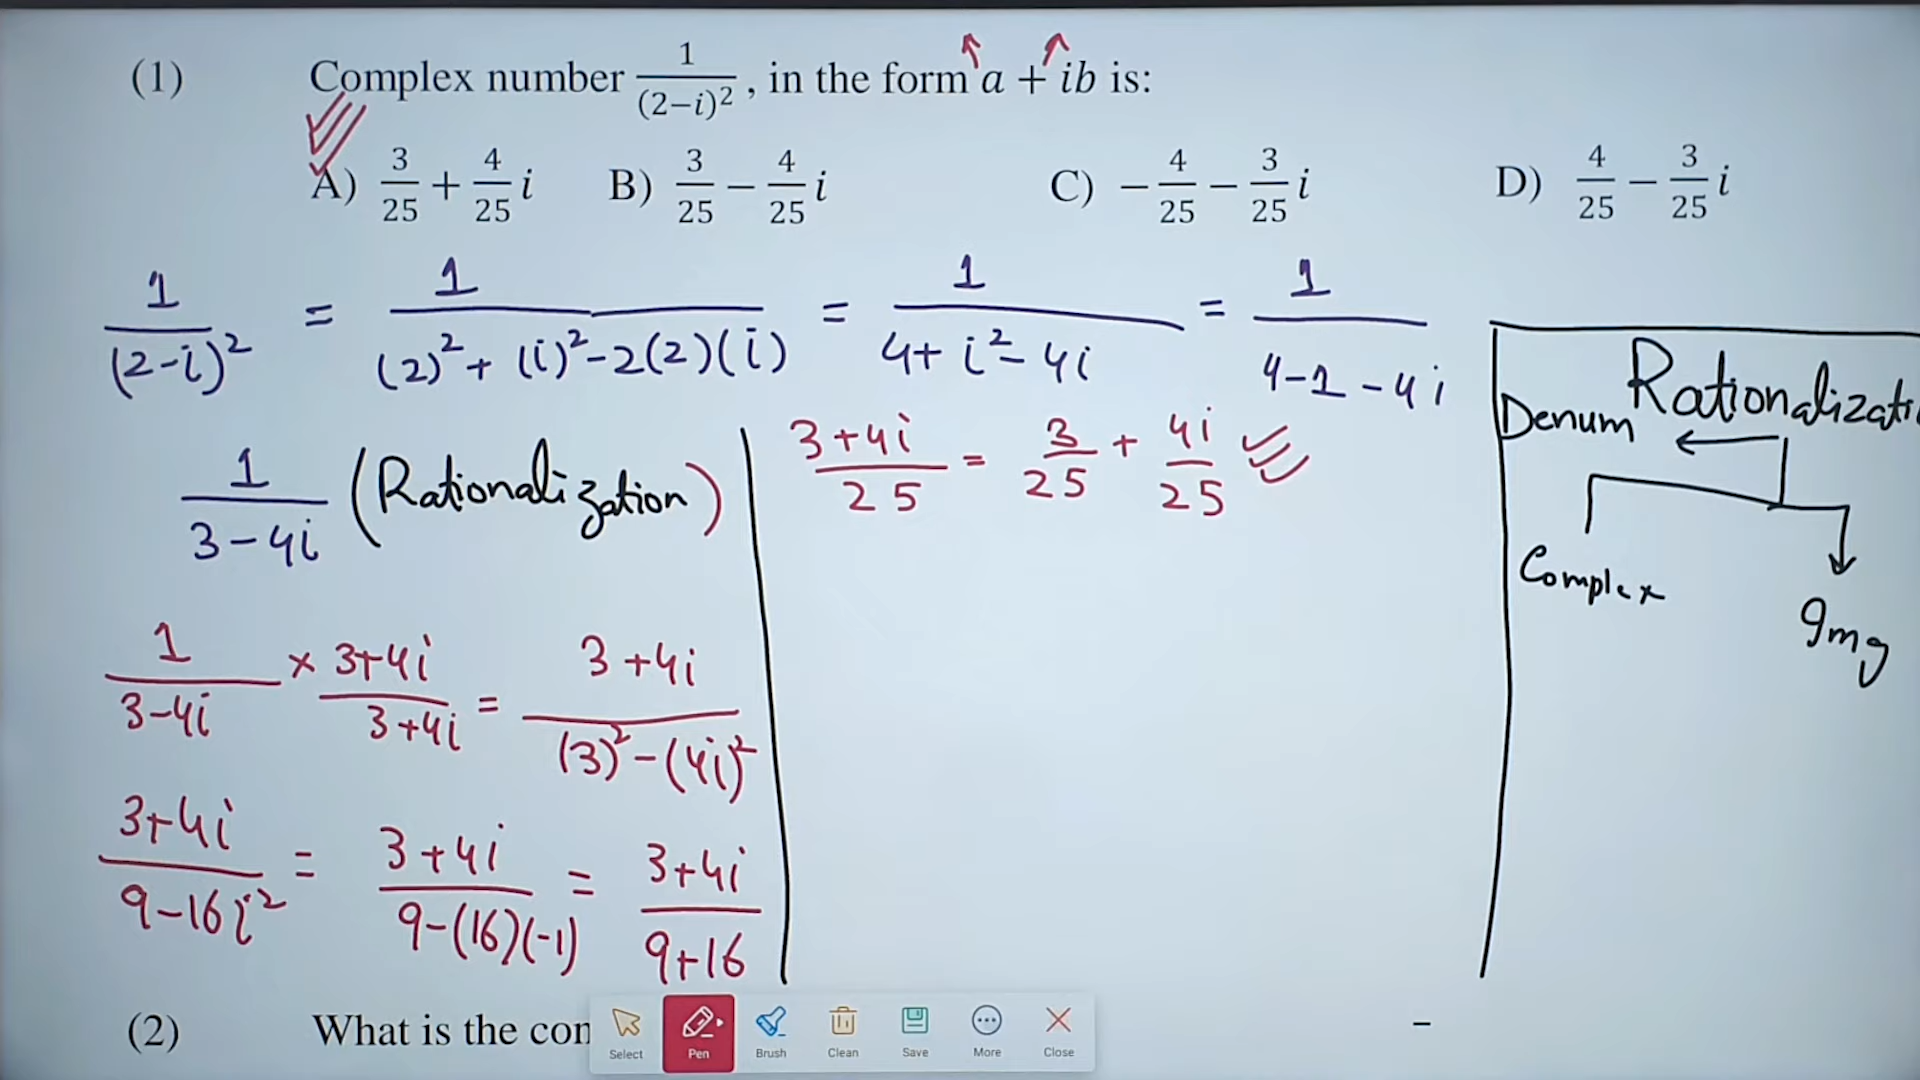 (1) Complex number 1/(2−i)², in the form a + ib is:
A) 3/25 + 4/25 i B) 3/25 − 4/25 i C) −4/25 − 3/25 i D) 4/25 − 3/25 i
1/(2-i)² = 1/((2)² + (i)² - 2(2)(i)) = 1/(4 + i² - 4i) = 1/(4 - 1 - 4i)
1/(3 - 4i) (Rationalization)
1/(3-4i) × (3+4i)/(3+4i) = (3+4i)/((3)² - (4i)²)
(3+4i)/(9-16i²) = (3+4i)/(9-(16)(-1)) = (3+4i)/(9+16)
(3+4i)/25 = 3/25 + 4i/25
Rationalizati
Denum
Complex
Img
(2) What is the con
Select Pen Brush Clean Save More Close